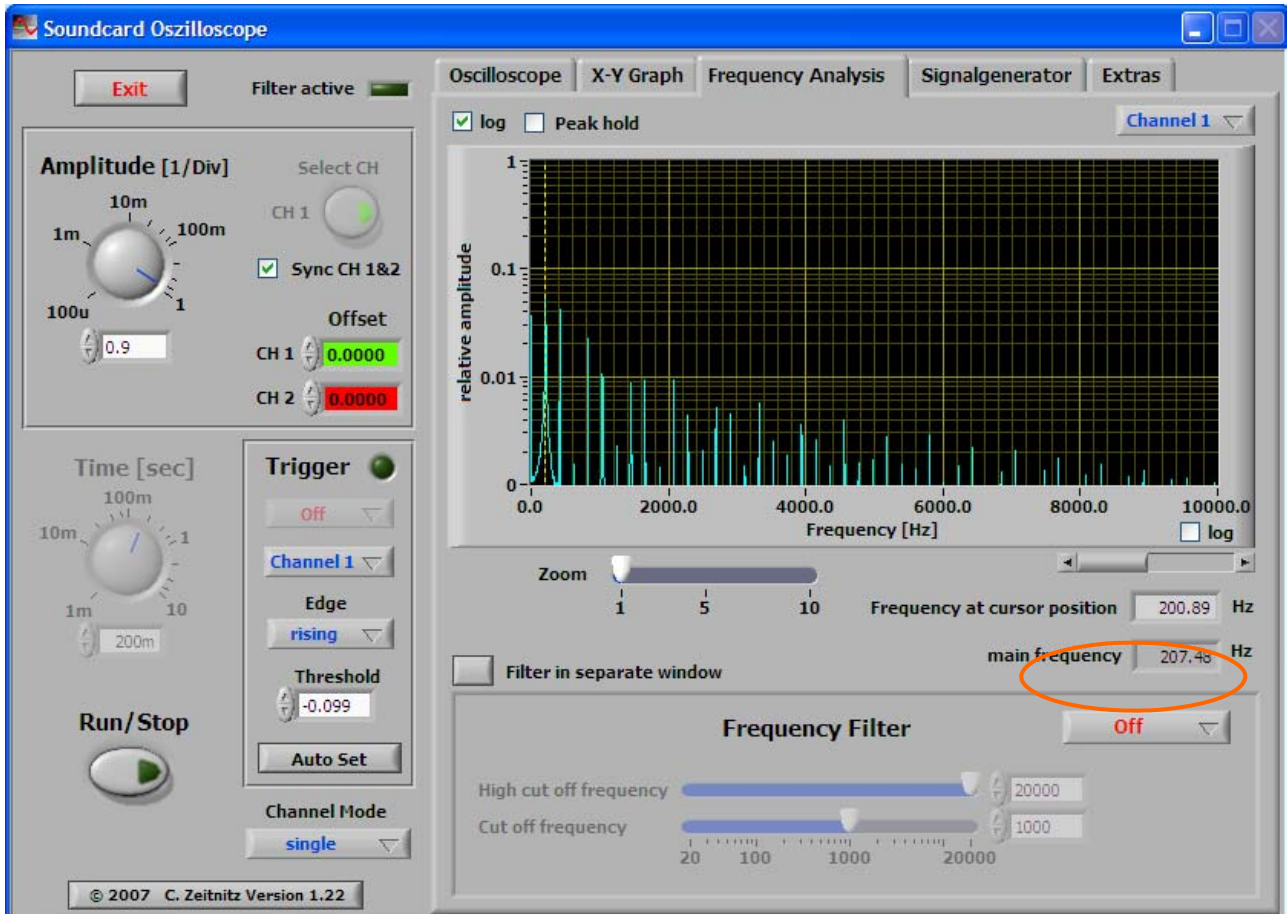 Soundcard Oszilloscope
Exit
Filter active
Amplitude [1/Div]
10m
1m
100m
100u
1
0.9
Select CH
CH 1
Sync CH 1&2
Offset
CH 1 0.0000
CH 2 0.0000
Time [sec]
100m
10m
1
1m
10
200m
Run/Stop
Trigger
Off
Channel 1
Edge
rising
Threshold
-0.099
Auto Set
Channel Mode
single
© 2007 C. Zeitnitz Version 1.22
Oscilloscope X-Y Graph Frequency Analysis Signalgenerator Extras
log Peak hold Channel 1
relative amplitude
1
0.1
0.01
0
0.0 2000.0 4000.0 6000.0 8000.0 10000.0
Frequency [Hz]
log
Zoom
1 5 10
Frequency at cursor position 200.89 Hz
main frequency 207.48 Hz
Filter in separate window
Frequency Filter
Off
High cut off frequency 20000
Cut off frequency 1000
20 100 1000 20000